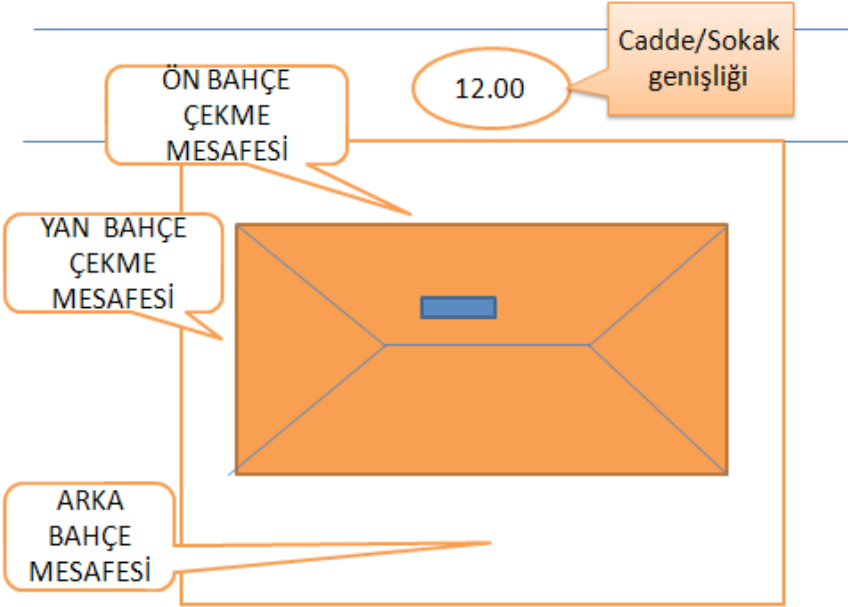 Cadde/Sokak
genişliği
12.00
ÖN BAHÇE
ÇEKME
MESAFESİ
YAN BAHÇE
ÇEKME
MESAFESİ
ARKA
BAHÇE
MESAFESİ